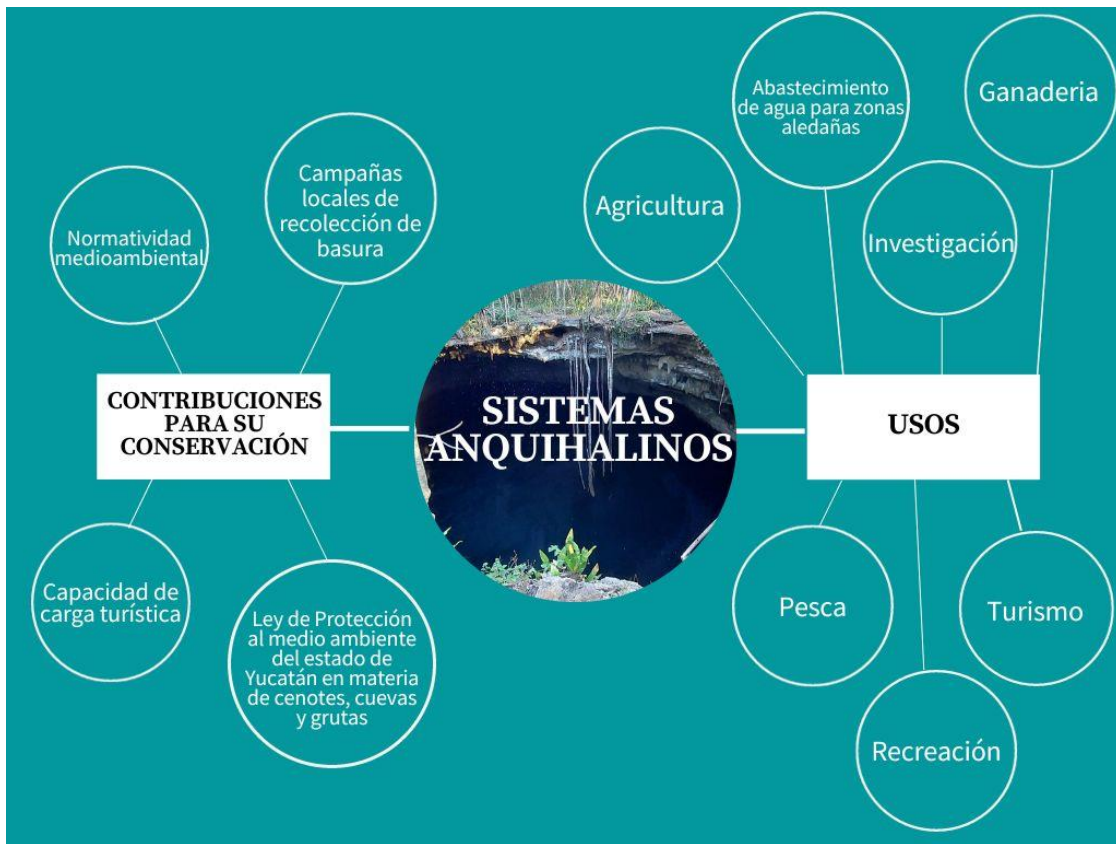 Normatividad
medioambiental
Campañas
locales de
recolección de
basura
CONTRIBUCIONES
PARA SU
CONSERVACIÓN
Capacidad de
carga turística
Ley de Protección
al medio ambiente
del estado de
Yucatán en materia
de cenotes, cuevas
y grutas
SISTEMAS
ANQUIHALINOS
Agricultura
Abastecimiento
de agua para zonas
aledañas
Investigación
Ganaderia
USOS
Pesca
Recreación
Turismo